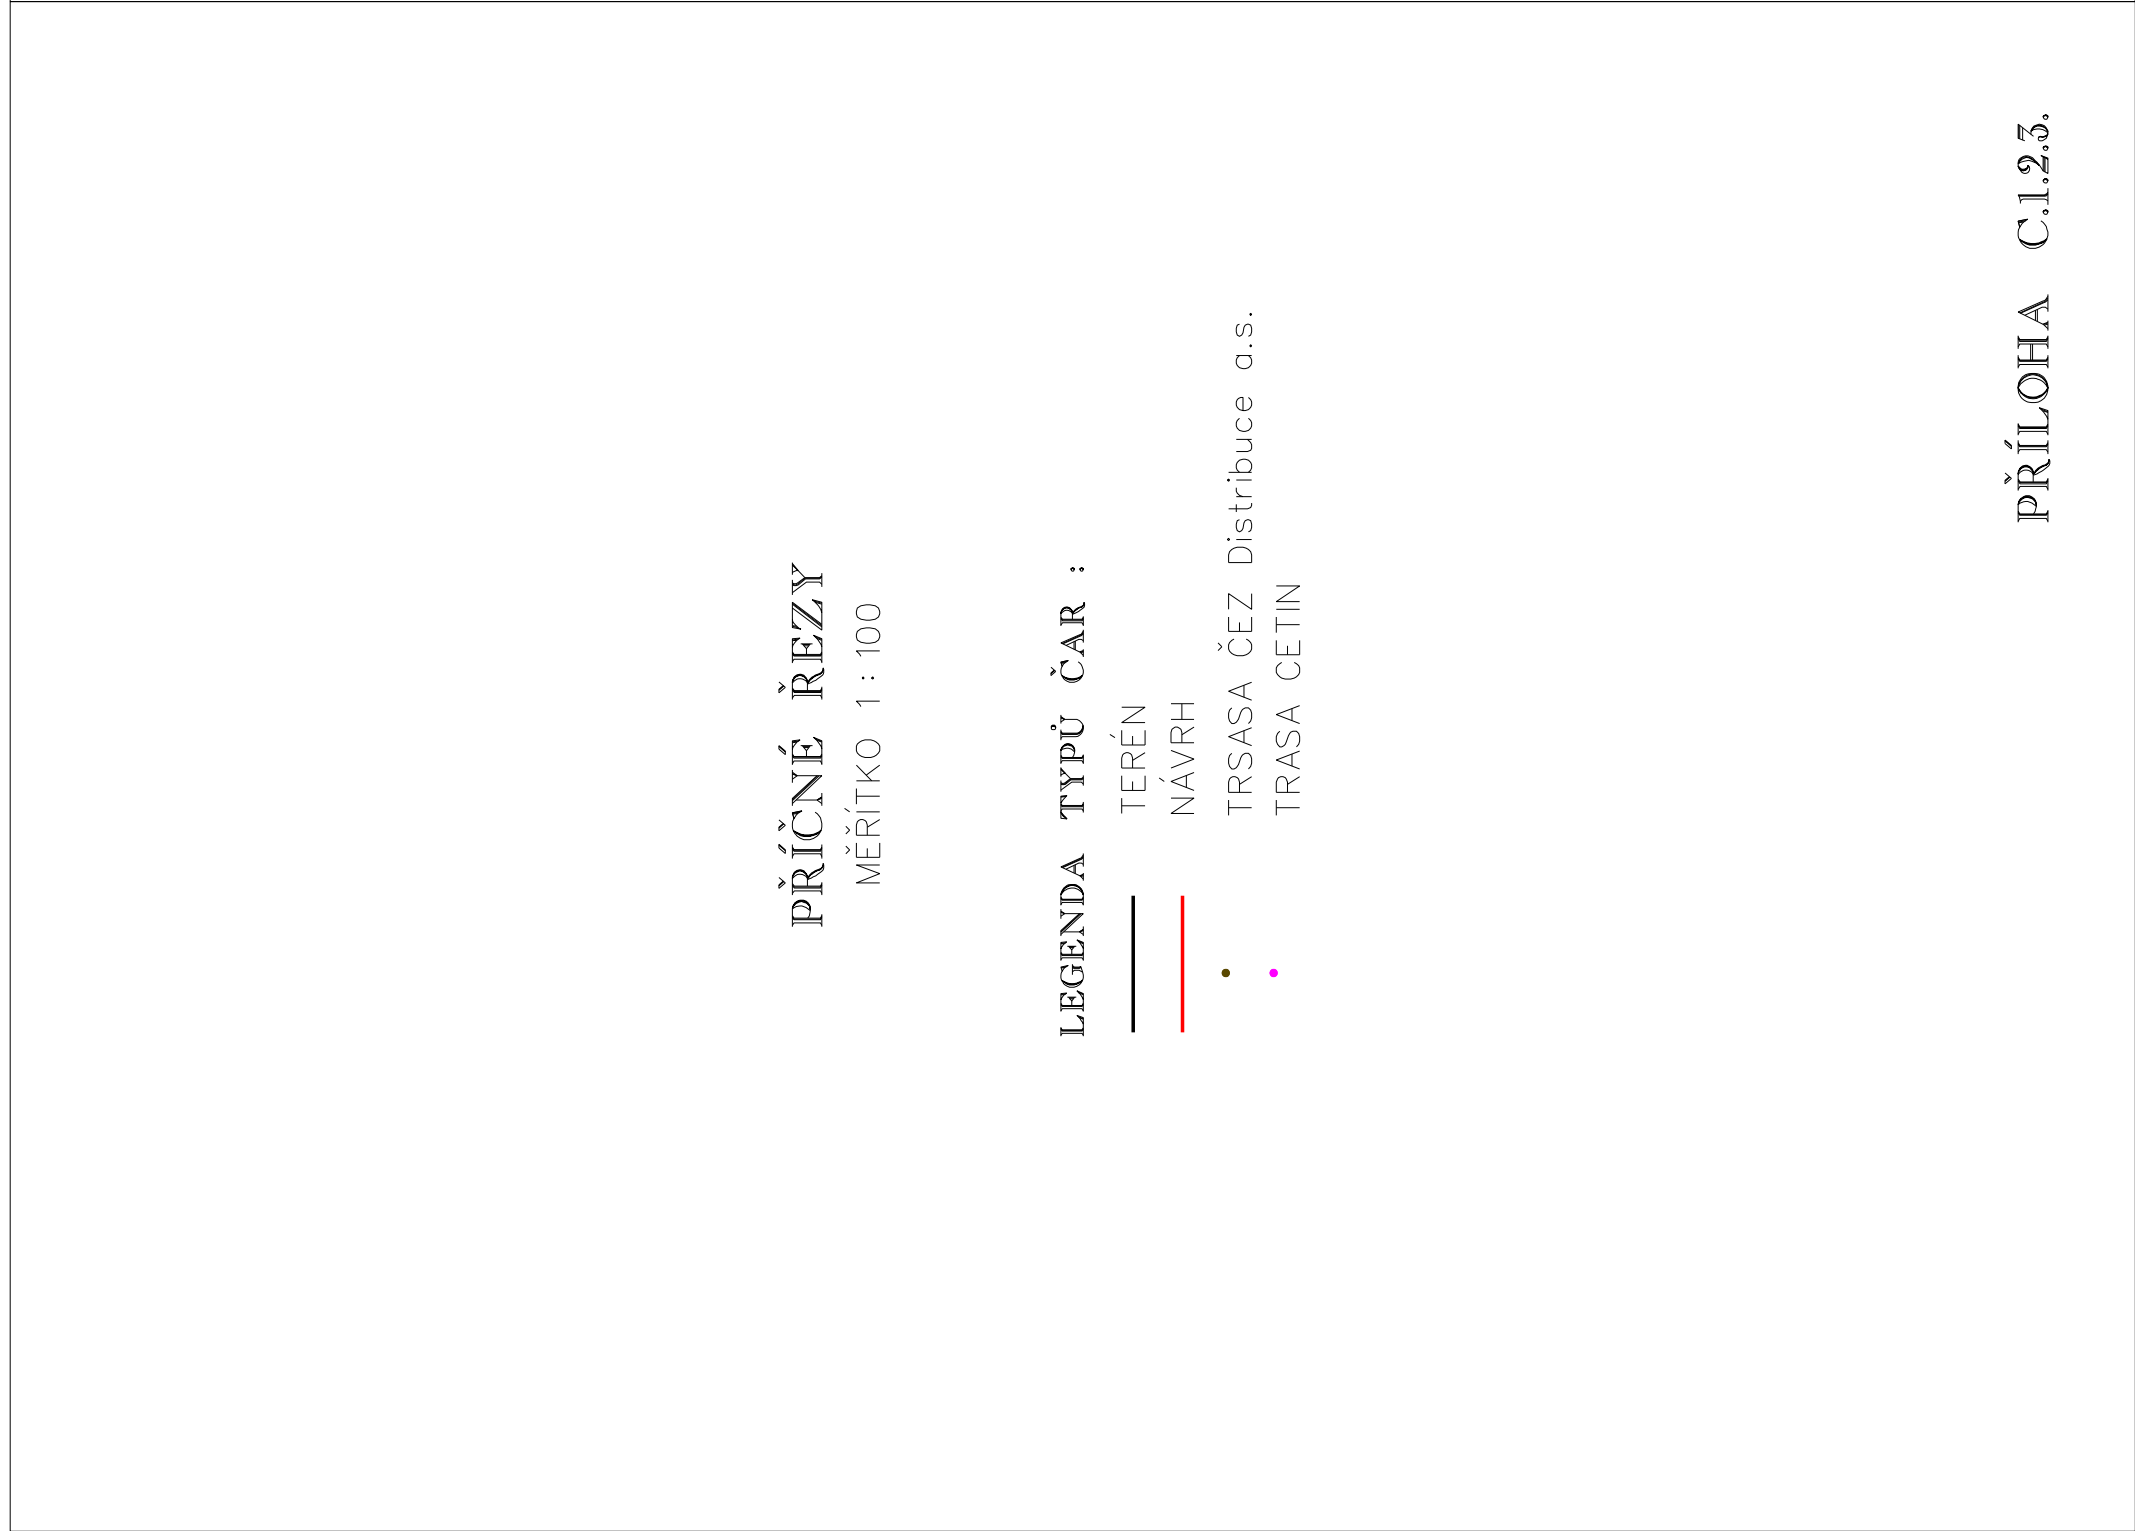 PŘÍČNÉ ŘEZY
MĚŘÍTKO 1 : 100
LEGENDA TYPŮ ČAR :
TERÉN
NÁVRH
TRSASA ČEZ Distribuce a.s.
TRASA CETIN
PŘÍLOHA C.1.2.3.